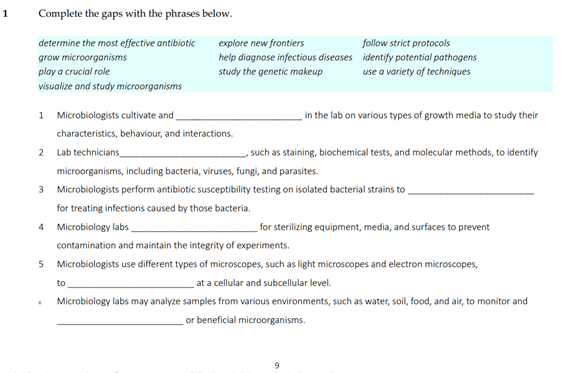 1 Complete the gaps with the phrases below.
determine the most effective antibiotic explore new frontiers follow strict protocols
grow microorganisms help diagnose infectious diseases identify potential pathogens
play a crucial role study the genetic makeup use a variety of techniques
visualize and study microorganisms
1 Microbiologists cultivate and ____________________________ in the lab on various types of growth media to study their
characteristics, behaviour, and interactions.
2 Lab technicians____________________________, such as staining, biochemical tests, and molecular methods, to identify
microorganisms, including bacteria, viruses, fungi, and parasites.
3 Microbiologists perform antibiotic susceptibility testing on isolated bacterial strains to ____________________________
for treating infections caused by those bacteria.
4 Microbiology labs ____________________________ for sterilizing equipment, media, and surfaces to prevent
contamination and maintain the integrity of experiments.
5 Microbiologists use different types of microscopes, such as light microscopes and electron microscopes,
to ____________________________ at a cellular and subcellular level.
6 Microbiology labs may analyze samples from various environments, such as water, soil, food, and air, to monitor and
____________________________ or beneficial microorganisms.
9